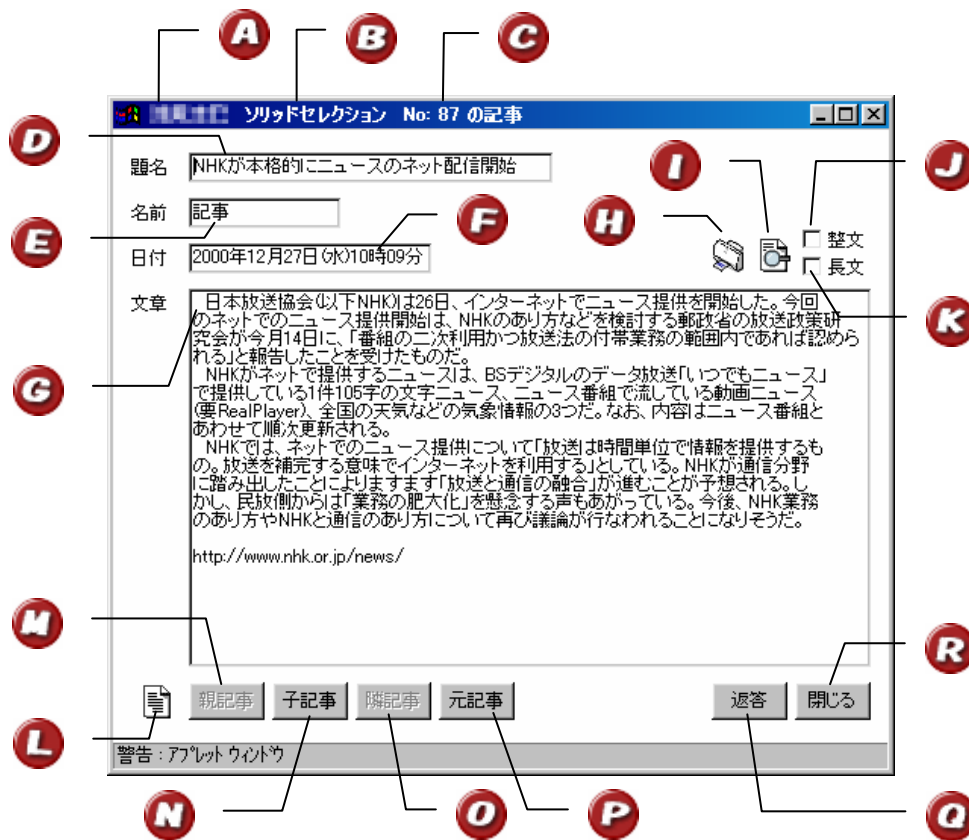 A B C
ソリッドセレクション No: 87 の記事
D
題名 NHKが本格的にニュースのネット配信開始
I J
名前 記事
E F H
整文
日付 2000年12月27日(水)10時09分
長文
K
文章 日本放送協会(以下NHK)は26日、インターネットでニュース提供を開始した。今回
のネットでのニュース提供開始は、NHKのあり方などを検討する郵政省の放送政策研
究会が今月14日に、「番組の二次利用かつ放送法の付帯業務の範囲内であれば認めら
れる」と報告したことを受けたものだ。
G
NHKがネットで提供するニュースは、BSデジタルのデータ放送「いつでもニュース」
で提供している1件105字の文字ニュース、ニュース番組で流している動画ニュース
(要RealPlayer)、全国の天気などの気象情報の3つだ。なお、内容はニュース番組と
あわせて順次更新される。
NHKでは、ネットでのニュース提供について「放送は時間単位で情報を提供するも
の。放送を補完する意味でインターネットを利用する」としている。NHKが通信分野
に踏み出したことによりますます「放送と通信の融合」が進むことが予想される。し
かし、民放側からは「業務の肥大化」を懸念する声もあがっている。今後、NHK業務
のあり方やNHKと通信のあり方について再び議論が行なわれることになりそうだ。
http://www.nhk.or.jp/news/
M R
親記事 子記事 隣記事 元記事 返答 閉じる
L
警告 : アプレット ウィンドウ
N O P Q